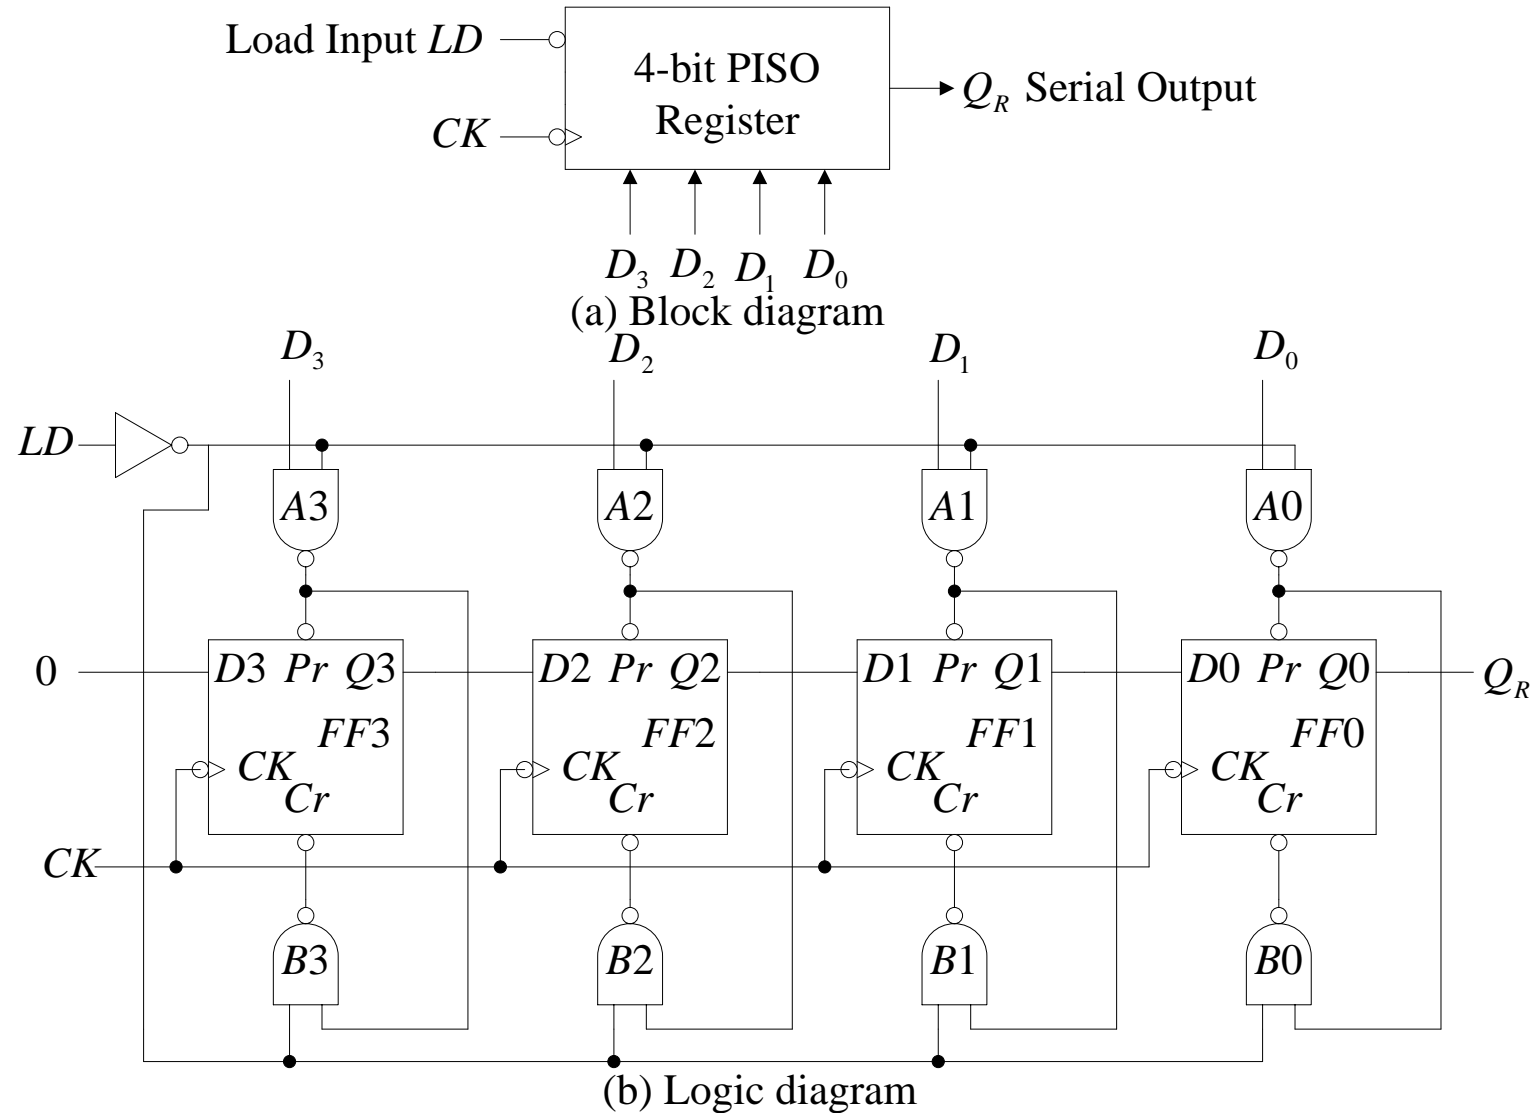 Load Input LD
4-bit PISO
Register
Q_R Serial Output
CK
D_3 D_2 D_1 D_0
(a) Block diagram
D_3 D_2 D_1 D_0
LD
A3 A2 A1 A0
0 D3 Pr Q3 D2 Pr Q2 D1 Pr Q1 D0 Pr Q0 Q_R
FF3 FF2 FF1 FF0
CK CK CK CK
Cr Cr Cr Cr
CK
B3 B2 B1 B0
(b) Logic diagram